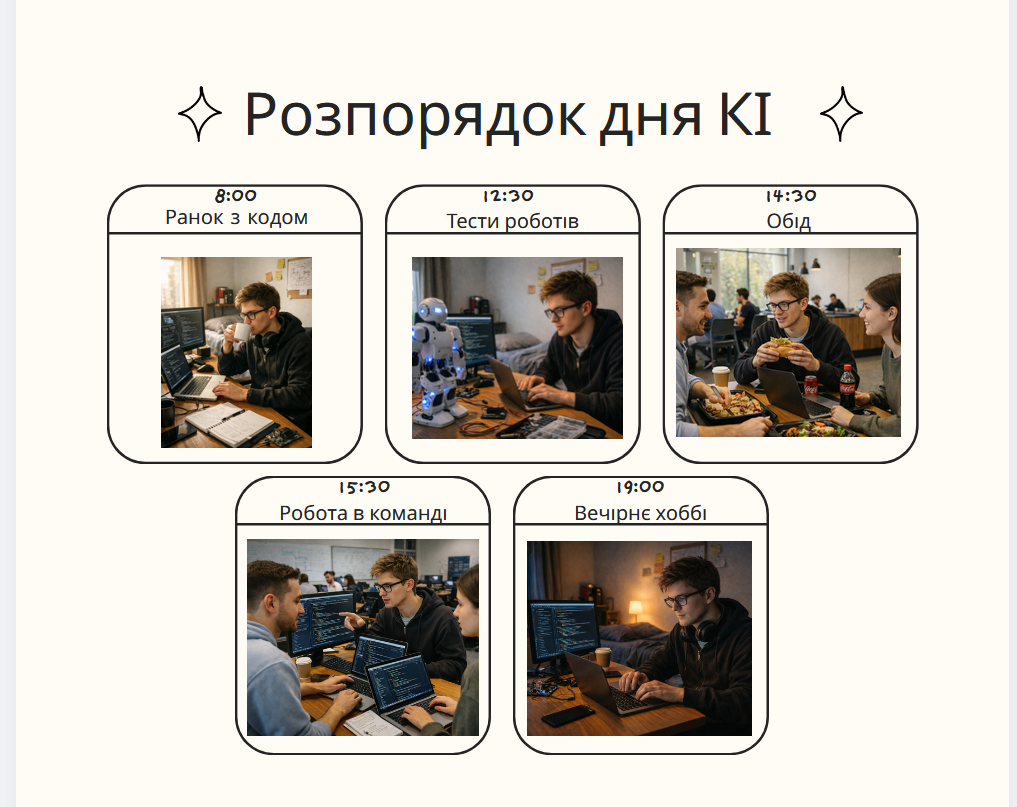 Розпорядок дня КІ
8:00
Ранок з кодом
12:30
Тести роботів
14:30
Обід
15:30
Робота в команді
19:00
Вечірнє хоббі